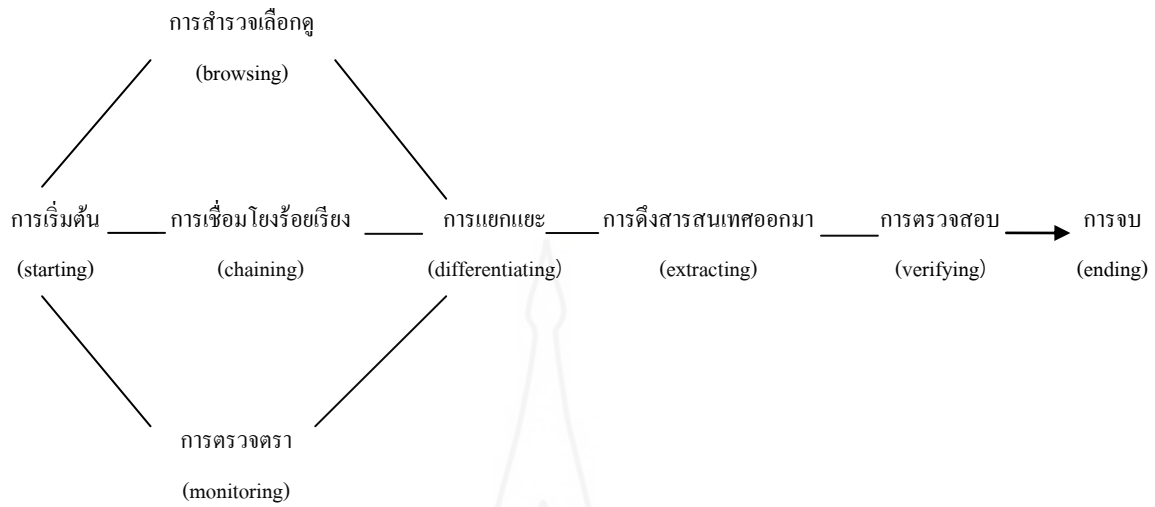 การสำรวจเลือกดู
(browsing)
การเริ่มต้น การเชื่อมโยงร้อยเรียง การแยกแยะ การดึงสารสนเทศออกมา การตรวจสอบ การจบ
(starting) (chaining) (differentiating) (extracting) (verifying) (ending)
การตรวจตรา
(monitoring)